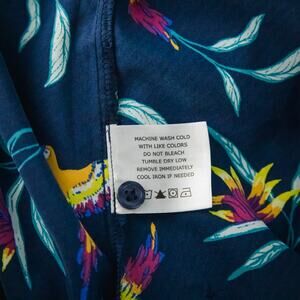 MACHINE WASH COLD
WITH LIKE COLORS
DO NOT BLEACH
TUMBLE DRY LOW
REMOVE IMMEDIATELY
COOL IRON IF NEEDED